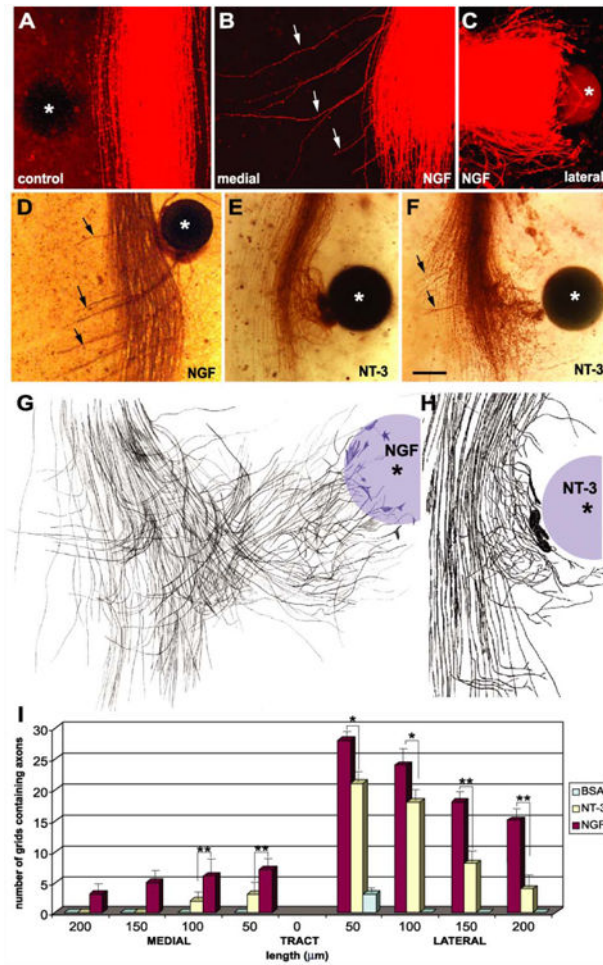 A
*
control
B
medial
NGF
C
*
NGF
lateral
D
*
NGF
E
*
NT-3
F
*
NT-3
G
NGF
*
H
NT-3
*
I
number of grids containing axons
30
25
20
15
10
5
0
**
**
*
*
**
**
BSA
NT-3
NGF
200 150 100 50 0 50 100 150 200
MEDIAL TRACT LATERAL
length (μm)